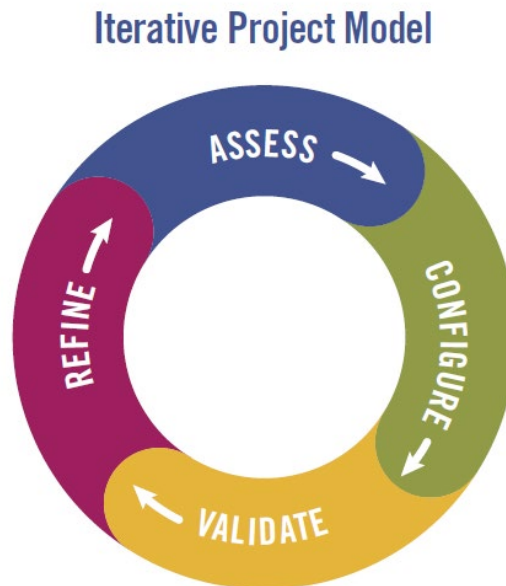 Iterative Project Model
ASSESS
CONFIGURE
VALIDATE
REFINE